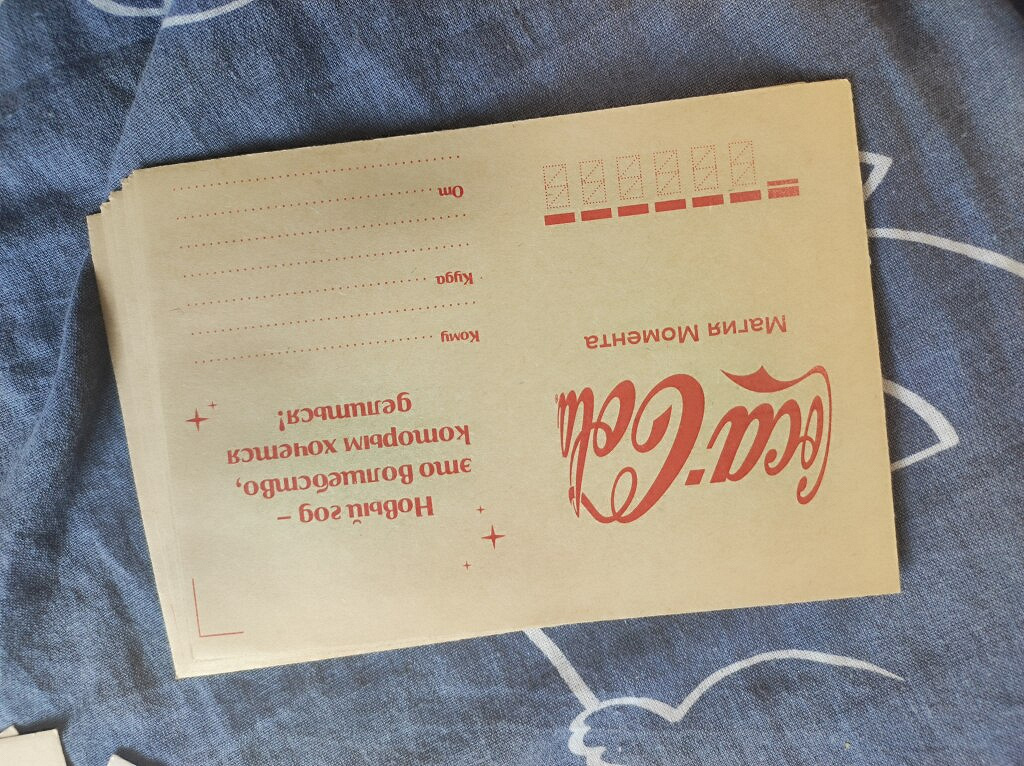 Coca-Cola
Магия Момента
Новый год –
это волшебство,
которым хочется
делиться!
Кому
Куда
От